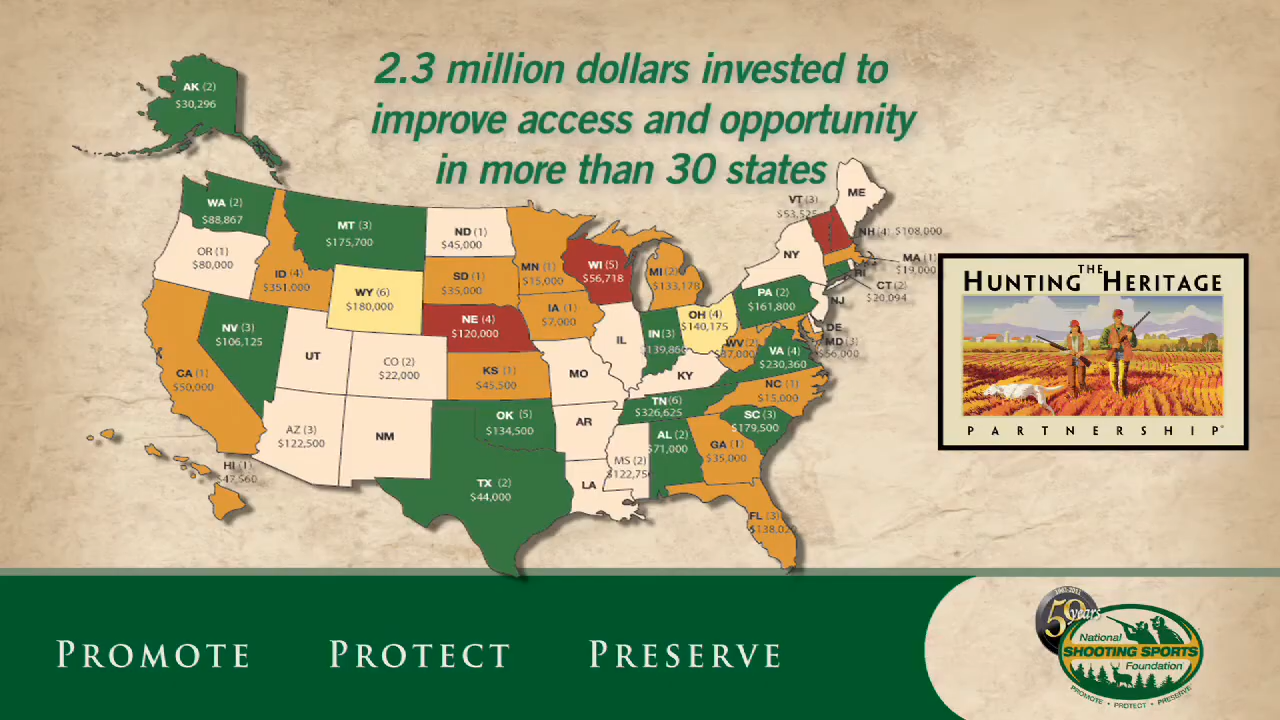 2.3 million dollars invested to
improve access and opportunity
in more than 30 states
AK (2)
$30,296
WA (2)
$88,867
MT (3)
$175,700
ND (1)
$45,000
OR (1)
$80,000
ID (4)
$351,000
WY (6)
$180,000
SD (1)
$35,000
MN (1)
$15,000
WI (5)
$56,718
MI (2)
$133,178
VT (3)
$53,525
ME
NH (4) $108,000
NY
MA (1)
$19,000
RI
CT (2)
$20,094
PA (2)
$161,800
NJ
DE
MD (3)
$56,000
NE (4)
$120,000
IA (1)
$7,000
IL
IN (3)
$139,860
OH (4)
$140,175
WV (2)
$37,000
VA (4)
$230,360
NV (3)
$106,125
UT
CO (2)
$22,000
KS (1)
$45,500
MO
KY
CA (1)
$50,000
NC (1)
$15,000
TN (6)
$326,625
SC (3)
$179,500
AZ (3)
$122,500
NM
OK (5)
$134,500
AR
MS (2)
$122,75
AL (2)
$71,000
GA (1)
$35,000
HI (1)
47,560
TX (2)
$44,000
LA
FL (3)
THE
HUNTING HERITAGE
PARTNERSHIP
PROMOTE PROTECT PRESERVE
50 years
National
SHOOTING SPORTS
Foundation
PROMOTE • PROTECT • PRESERVE